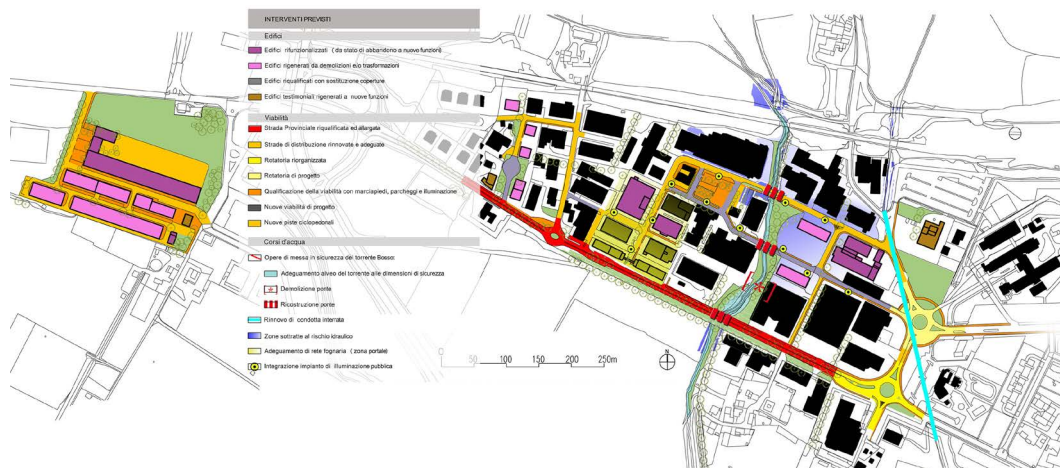 INTERVENTI PREVISTI
Edifici
Edifici rifunzionalizzati ( da stato di abbandono a nuove funzioni)
Edifici rigenerati da demolizioni e/o trasformazioni
Edifici riqualificati con sostituzione coperture
Edifici testimoniali rigenerati a nuove funzioni
Viabilità
Strada Provinciale riqualificata ed allargata
Strade di distribuzione rinnovate e adeguate
Rotatoria riorganizzata
Rotatoria di progetto
Qualificazione della viabilità con marciapiedi, parcheggi e illuminazione
Nuove viabilità di progetto
Nuove piste ciclopedonali
Corsi d'acqua
Opere di messa in sicurezza del torrente Bosso:
Adeguamento alveo del torrente alle dimensioni di sicurezza
Demolizione ponte
Ricostruzione ponte
Rinnovo di condotta interrata
Zone sottratte al rischio idraulico
Adeguamento di rete fognaria ( zona portale)
Integrazione impianto di illuminazione pubblica
0 50 100 150 200 250m
N